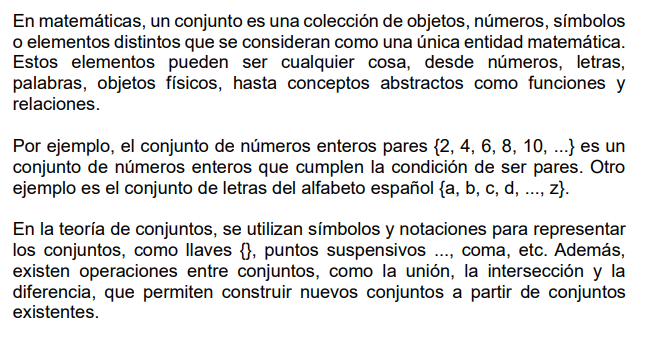 En matemáticas, un conjunto es una colección de objetos, números, símbolos
o elementos distintos que se consideran como una única entidad matemática.
Estos elementos pueden ser cualquier cosa, desde números, letras,
palabras, objetos físicos, hasta conceptos abstractos como funciones y
relaciones.
Por ejemplo, el conjunto de números enteros pares {2, 4, 6, 8, 10, ...} es un
conjunto de números enteros que cumplen la condición de ser pares. Otro
ejemplo es el conjunto de letras del alfabeto español {a, b, c, d, ..., z}.
En la teoría de conjuntos, se utilizan símbolos y notaciones para representar
los conjuntos, como llaves {}, puntos suspensivos ..., coma, etc. Además,
existen operaciones entre conjuntos, como la unión, la intersección y la
diferencia, que permiten construir nuevos conjuntos a partir de conjuntos
existentes.